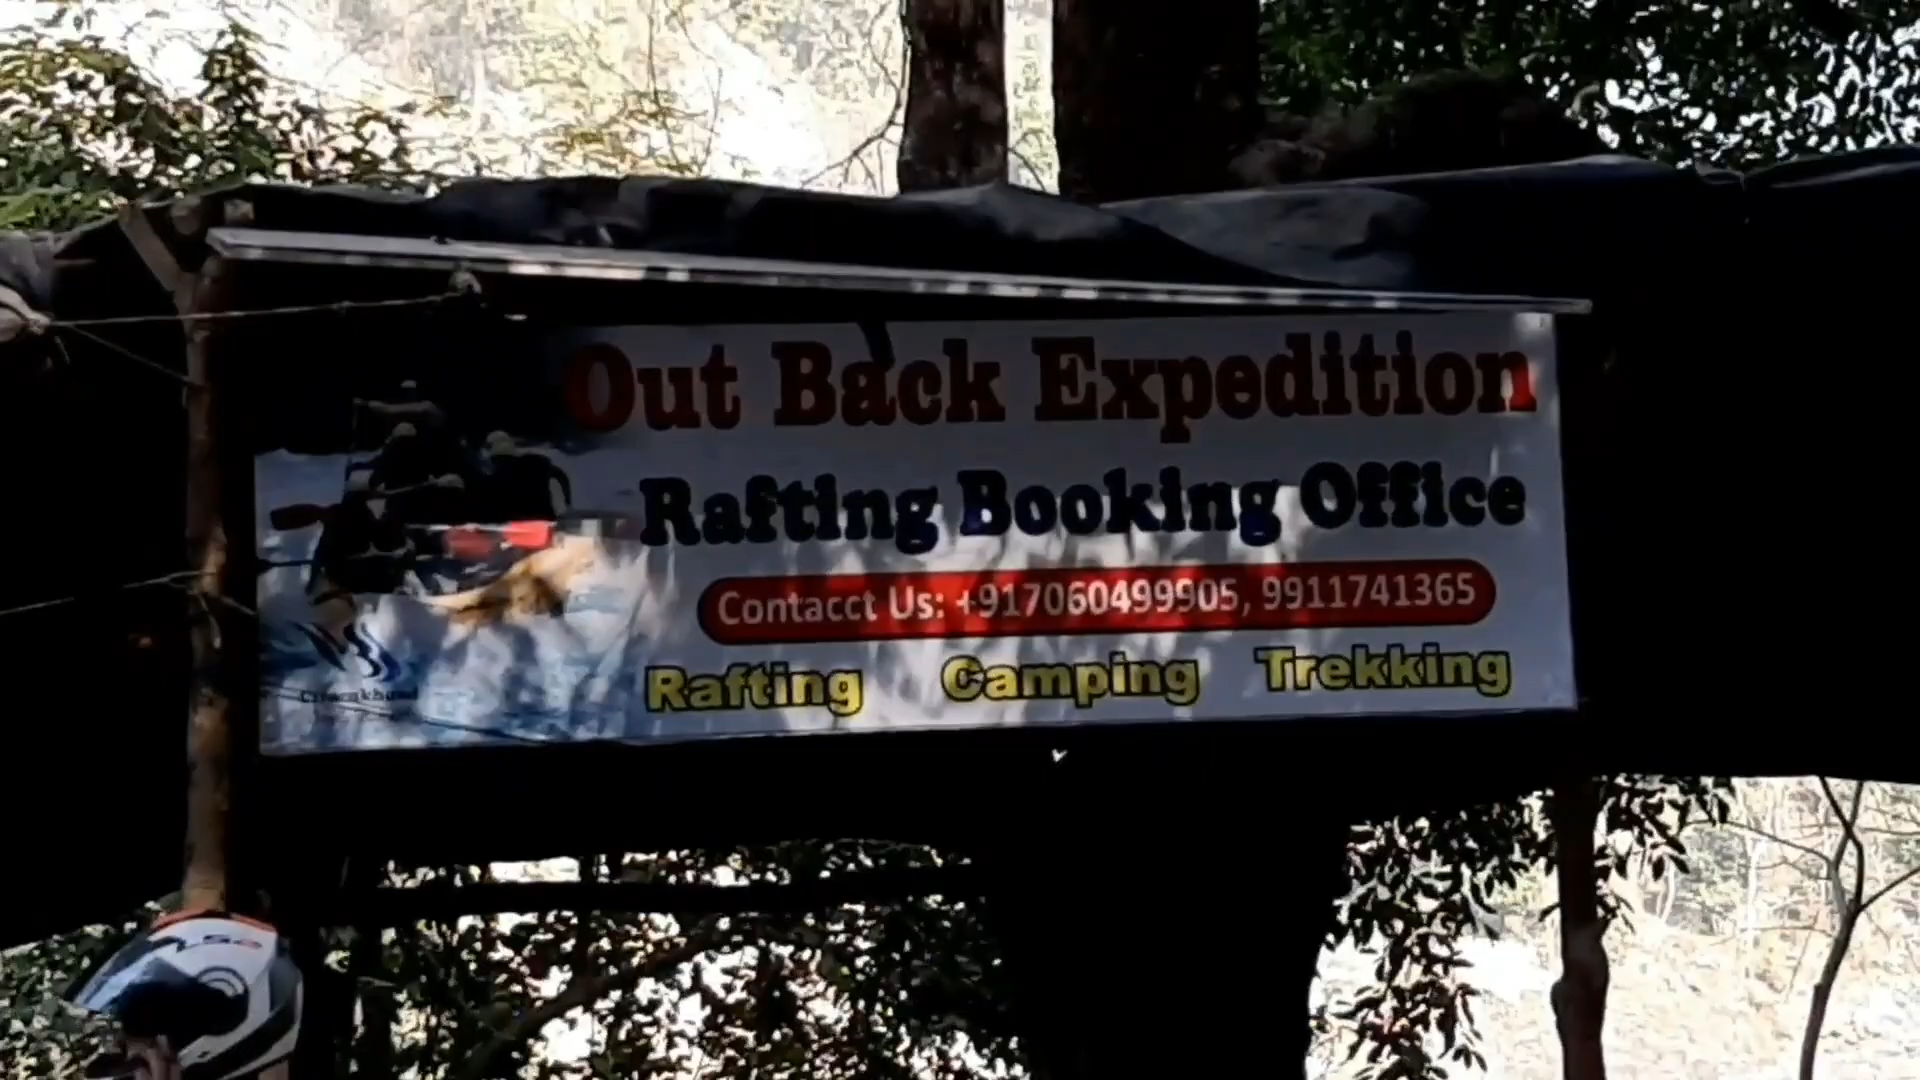 Out Back Expedition
Rafting Booking Office
Contacct Us: +917060499905, 9911741365
Rafting Camping Trekking